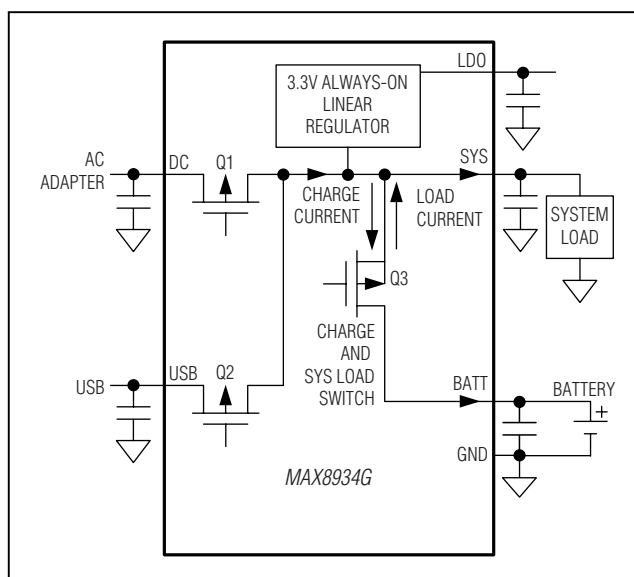 LDO
3.3V ALWAYS-ON
LINEAR
REGULATOR
AC
ADAPTER
DC
Q1
SYS
CHARGE
CURRENT
LOAD
CURRENT
SYSTEM
LOAD
Q3
CHARGE
AND
SYS LOAD
SWITCH
USB
USB
Q2
BATT
BATTERY
+
GND
MAX8934G